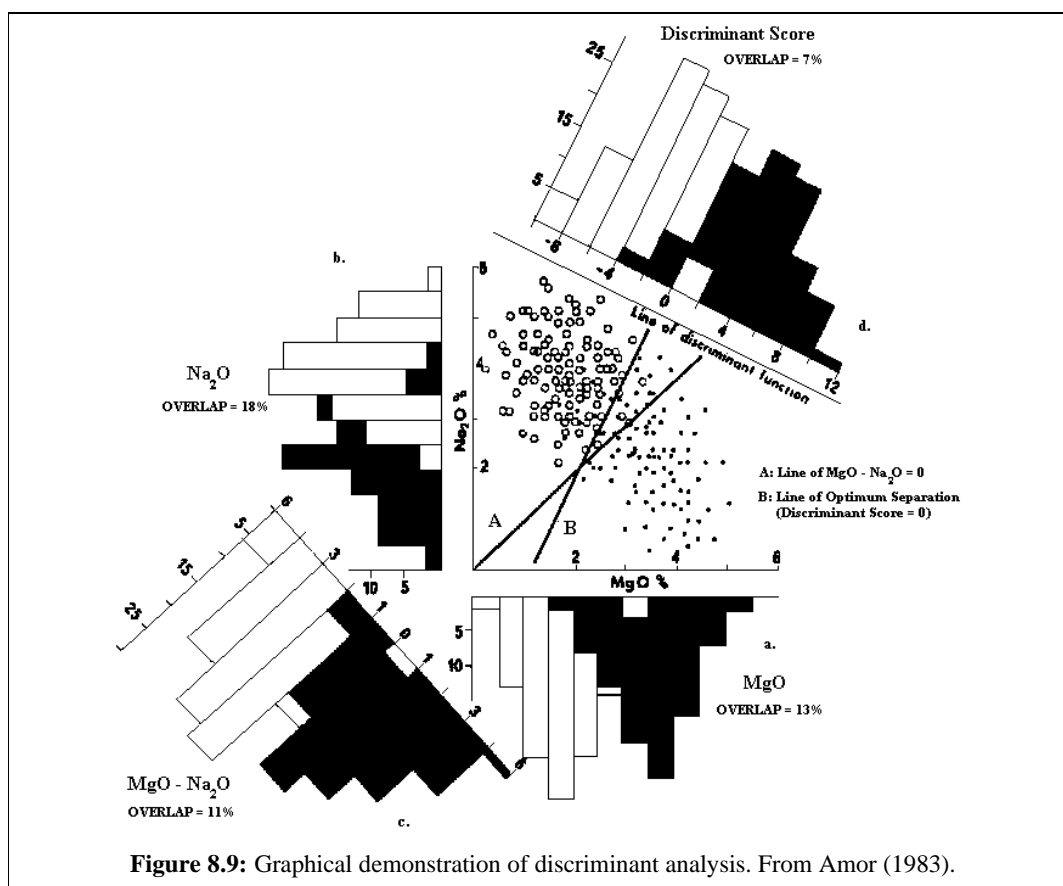 Discriminant Score
OVERLAP = 7%
25
15
5
-6
-4
0
4
8
12
d.
Line of discriminant function
b.
Na2O
OVERLAP = 18%
10 5
Na2O %
4
2
A
B
2 4 6
MgO %
A: Line of MgO - Na2O = 0
B: Line of Optimum Separation
(Discriminant Score = 0)
5
10
a.
MgO
OVERLAP = 13%
25
15
5
6
3
1
0
1
3
MgO - Na2O
OVERLAP = 11%
c.
Figure 8.9: Graphical demonstration of discriminant analysis. From Amor (1983).